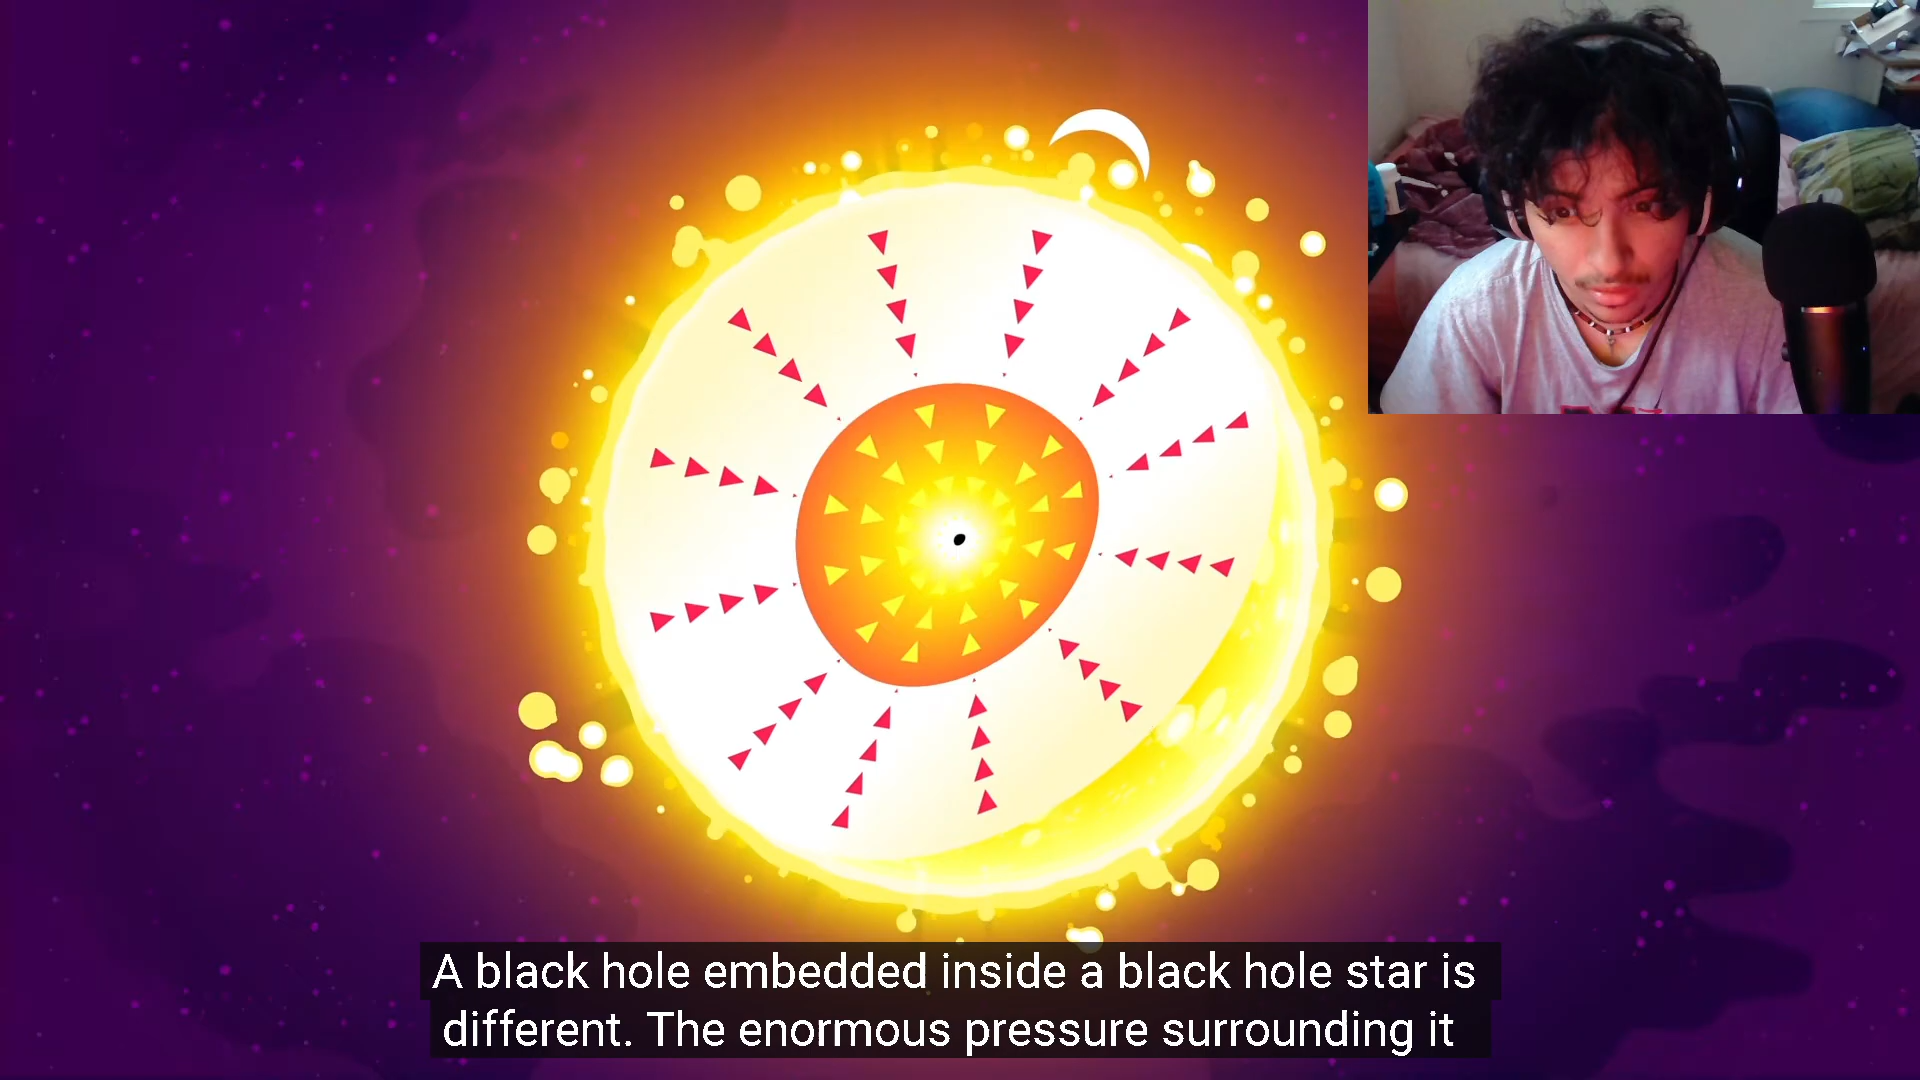 A black hole embedded inside a black hole star is
different. The enormous pressure surrounding it